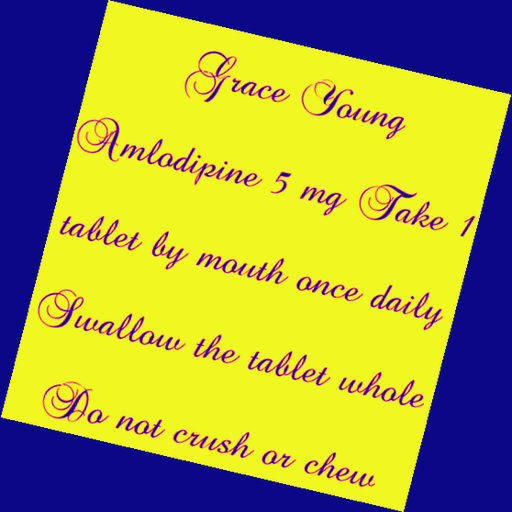 Grace Young
Amlodipine 5 mg Take 1
tablet by mouth once daily
Swallow the tablet whole
Do not crush or chew